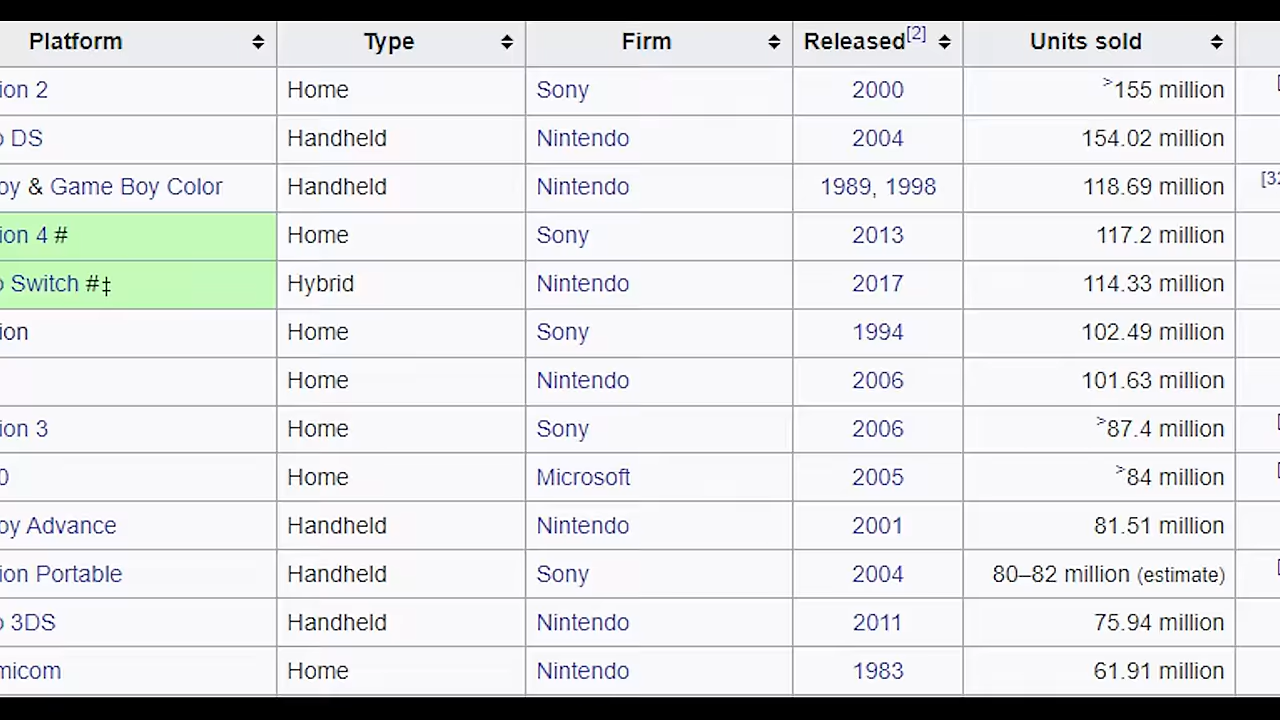 Platform Type Firm Released[2] Units sold
ion 2 Home Sony 2000 >155 million [
o DS Handheld Nintendo 2004 154.02 million
oy & Game Boy Color Handheld Nintendo 1989, 1998 118.69 million [32
ion 4 # Home Sony 2013 117.2 million
o Switch #‡ Hybrid Nintendo 2017 114.33 million
ion Home Sony 1994 102.49 million
Home Nintendo 2006 101.63 million
ion 3 Home Sony 2006 >87.4 million [
0 Home Microsoft 2005 >84 million [
oy Advance Handheld Nintendo 2001 81.51 million
ion Portable Handheld Sony 2004 80–82 million (estimate) [
o 3DS Handheld Nintendo 2011 75.94 million
micom Home Nintendo 1983 61.91 million